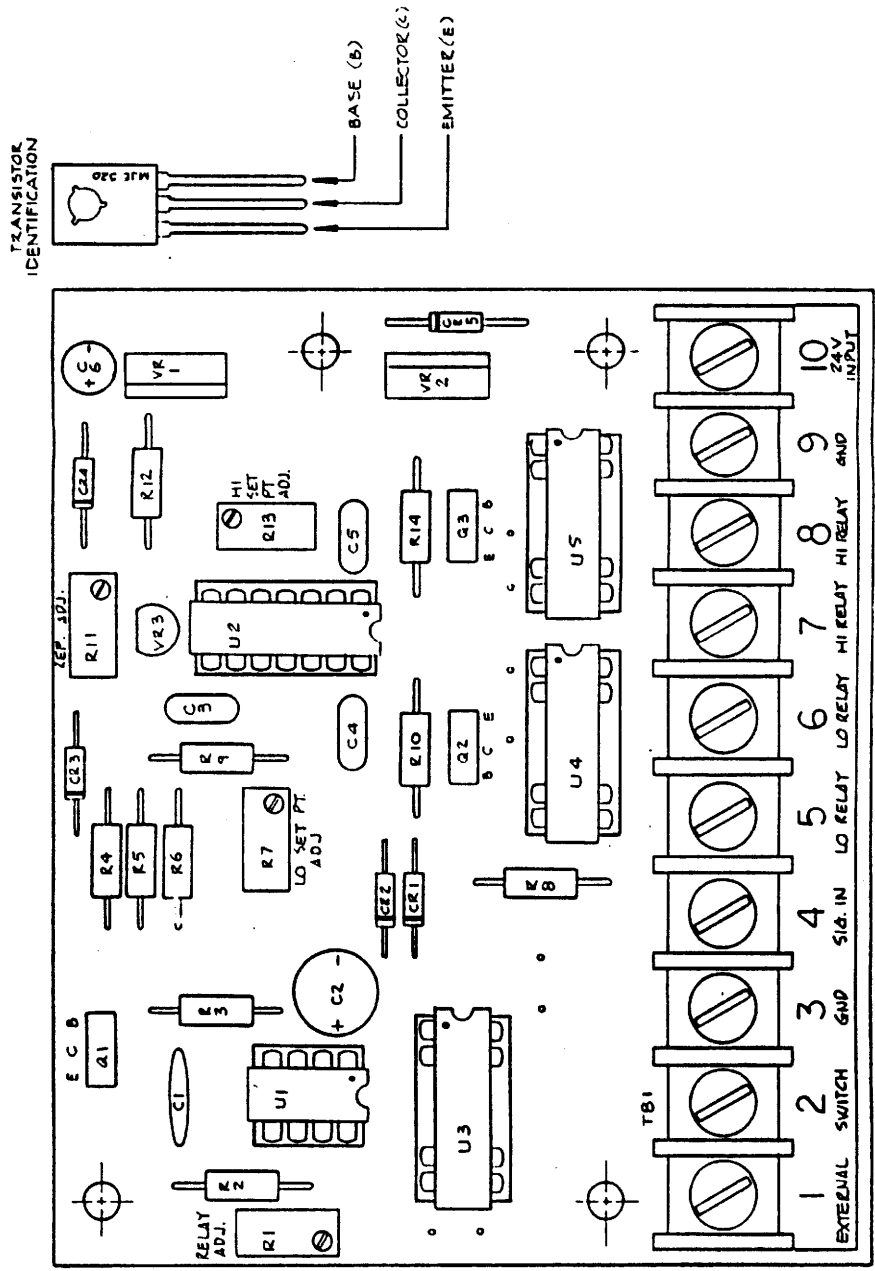 TRANSISTOR
IDENTIFICATION
MJE 520
BASE (B)
COLLECTOR (C)
EMITTER (E)
RELAY
ADJ.
R1
R2
C1
E C B
Q1
R3
U1
+ C2 -
U3
R4
R5
R6
C
CR3
R7
LO SET PT.
ADJ
R9
C3
C4
CR2
CR1
R8
R10
Q2
B C E
U4
ZEP. ADJ.
R11
VR3
U2
CR4
R12
HI
SET
PT
ADJ.
R13
C5
R14
Q3
E C B
U5
C6
+ -
VR
1
VR
2
CR5
TB1
1 2 3 4 5 6 7 8 9 10
EXTERNAL SWITCH GND SIG. IN LO RELAY LO RELAY HI RELAY HI RELAY GND 24V
INPUT